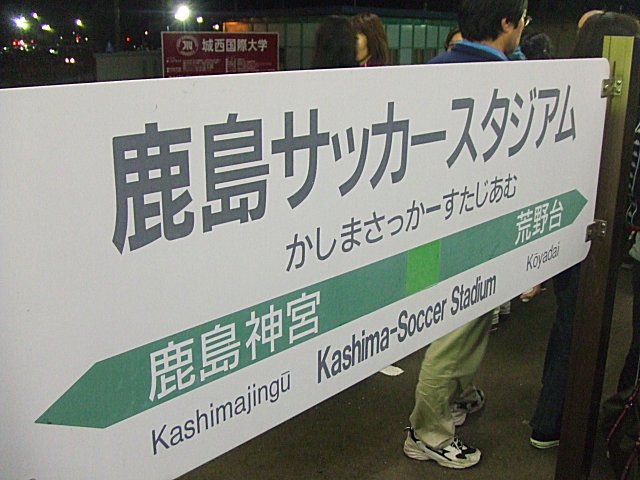 城西国際大学
鹿島サッカースタジアム
かしまさっかーすたじあむ
荒野台
Kōyadai
鹿島神宮
Kashima-Soccer Stadium
Kashimajingū